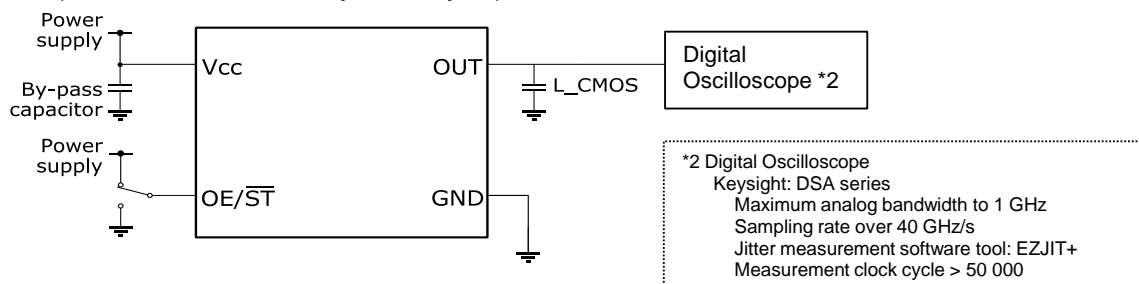 Power
supply
By-pass
capacitor
Power
supply
Vcc
OE/ST
OUT
GND
L_CMOS
Digital
Oscilloscope *2
*2 Digital Oscilloscope
Keysight: DSA series
Maximum analog bandwidth to 1 GHz
Sampling rate over 40 GHz/s
Jitter measurement software tool: EZJIT+
Measurement clock cycle > 50 000